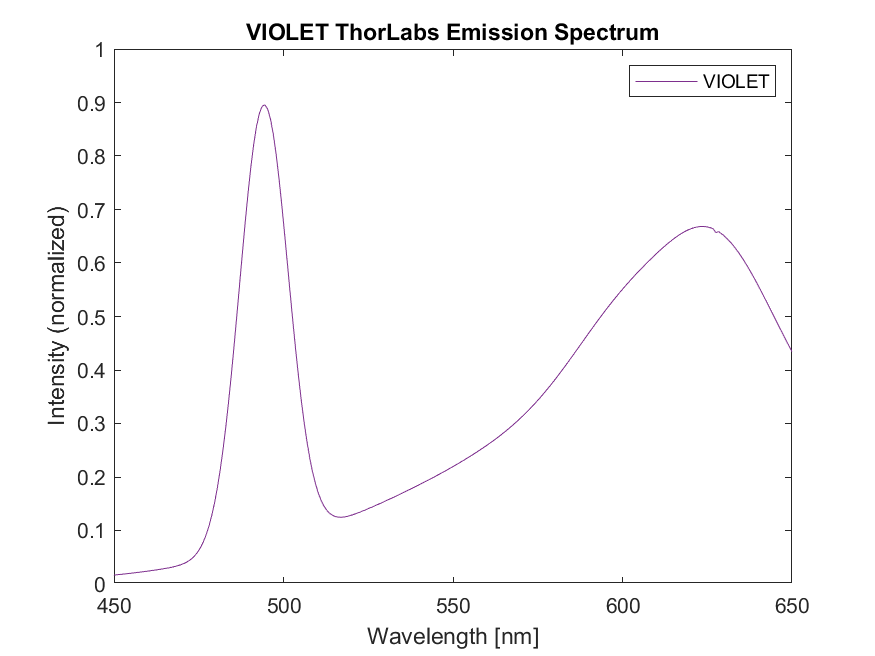 VIOLET ThorLabs Emission Spectrum
VIOLET
1
0.9
0.8
0.7
0.6
0.5
0.4
0.3
0.2
0.1
0
Intensity (normalized)
450 500 550 600 650
Wavelength [nm]